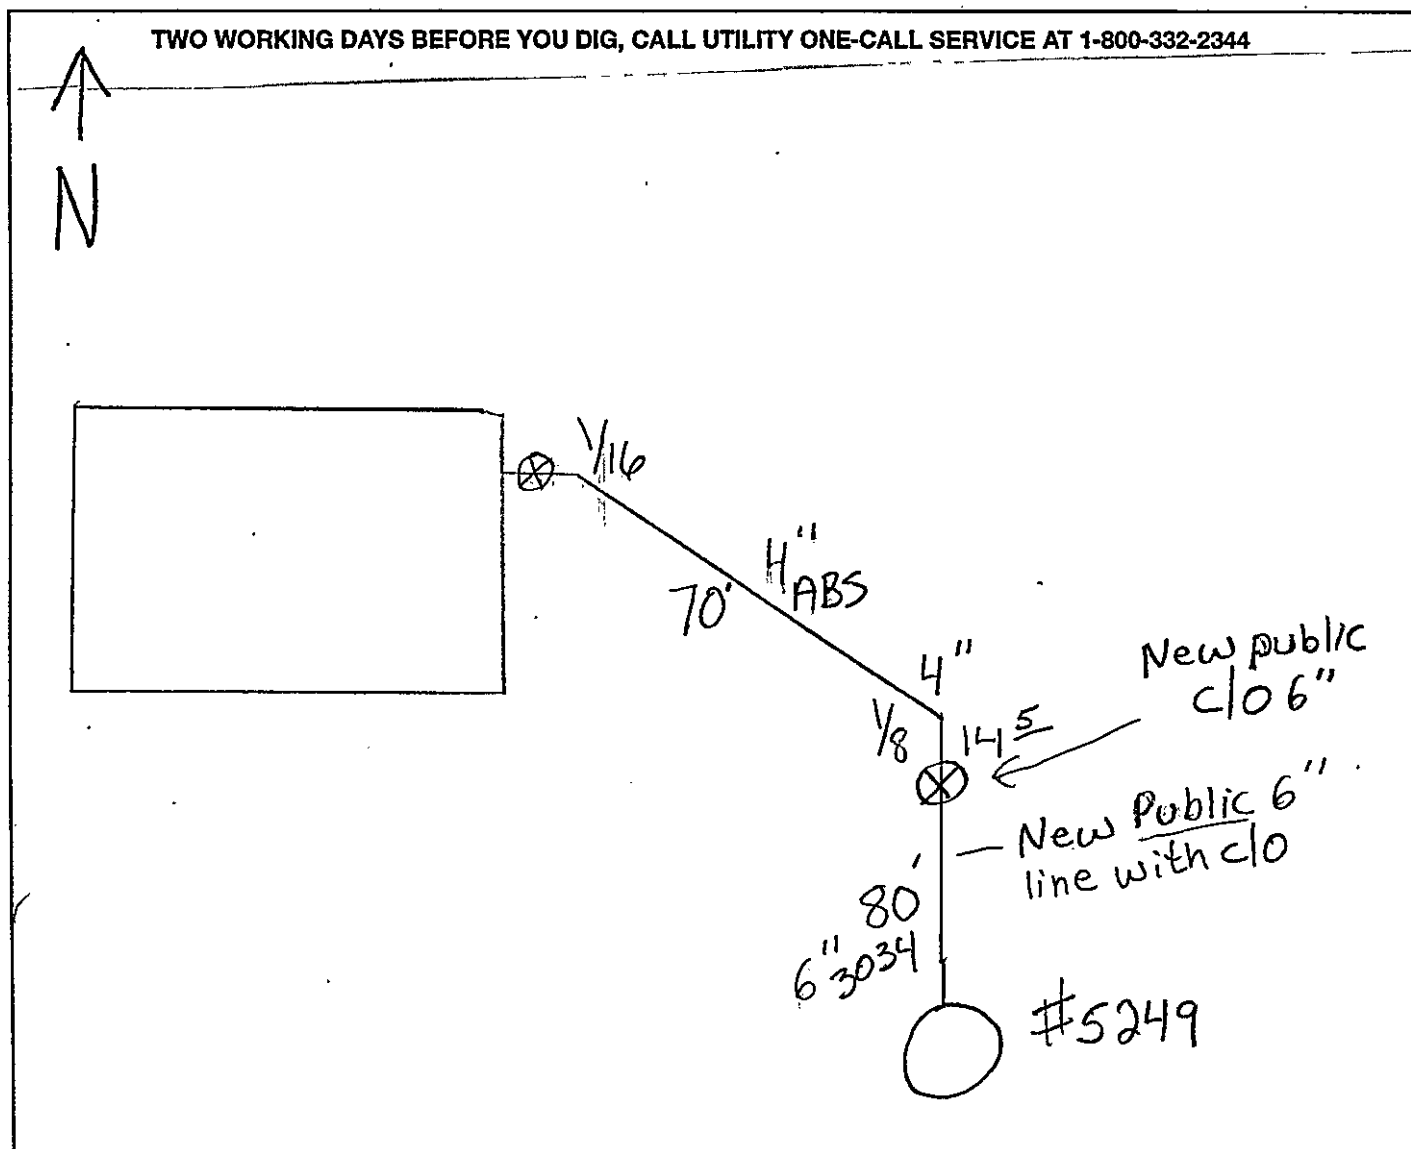 TWO WORKING DAYS BEFORE YOU DIG, CALL UTILITY ONE-CALL SERVICE AT 1-800-332-2344
N
1/16
4"
ABS
70'
4"
1/8
14 5
New public
c/o 6"
New Public 6"
line with c/o
80'
6" 3034
#5249